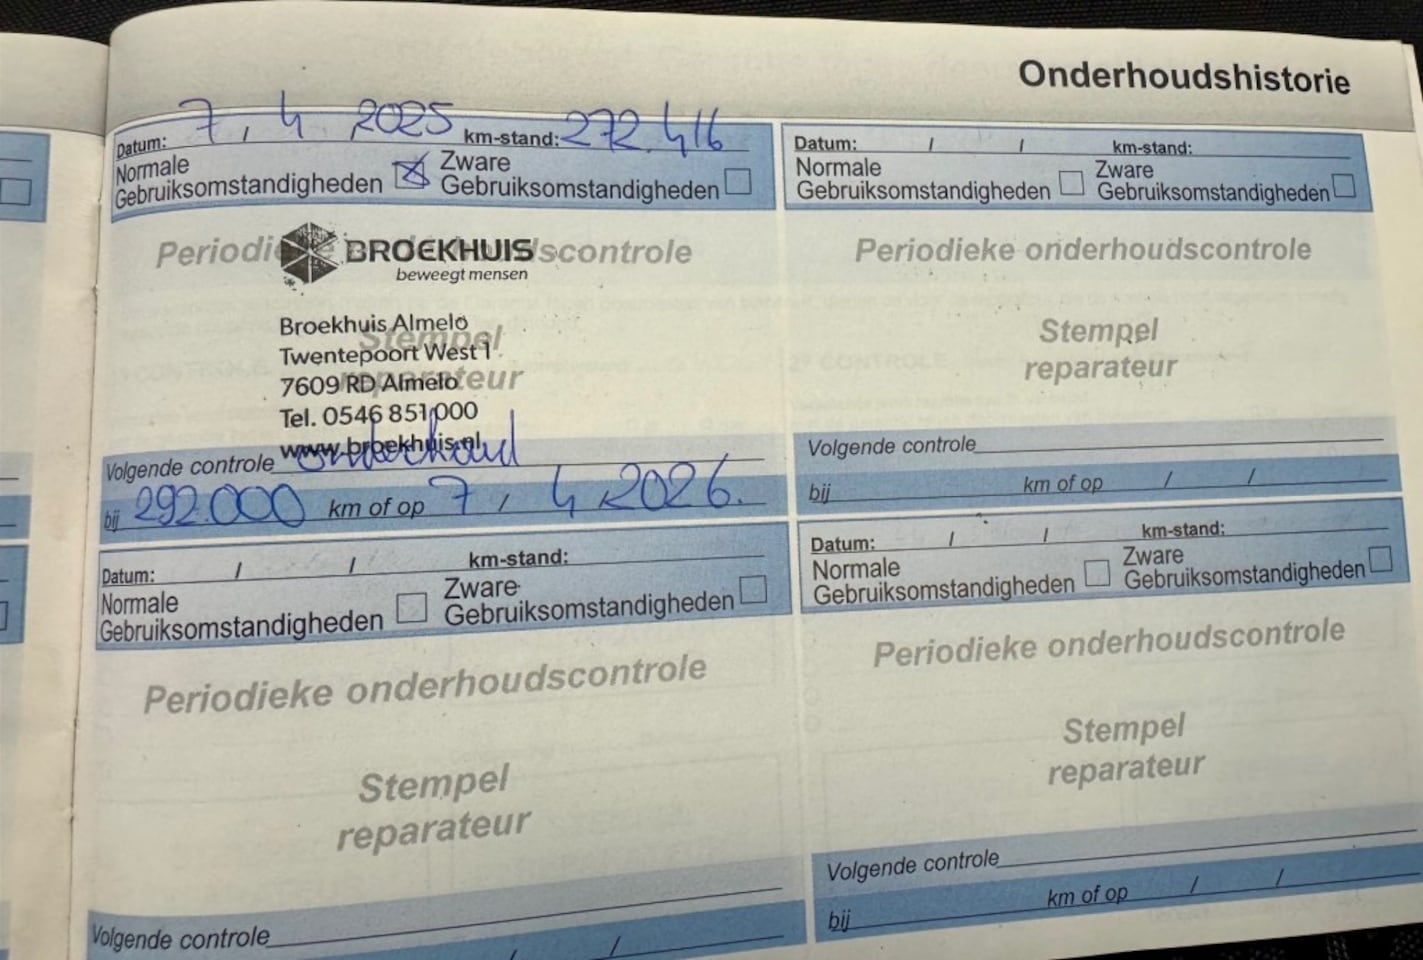 Onderhoudshistorie
Datum: 7 / 4 / 2025 km-stand: 272.416
Normale Gebruiksomstandigheden Zware Gebruiksomstandigheden
Periodieke onderhoudscontrole
BROEKHUIS
beweegt mensen
Stempel
reparateur
Broekhuis Almelo
Twentepoort West 1
7609 RD Almelo
Tel. 0546 851 000
www.broekhuis.nl
Volgende controle onderhoud
bij 292.000 km of op 7 / 4 2026.
Datum: / / km-stand:
Normale Gebruiksomstandigheden Zware Gebruiksomstandigheden
Periodieke onderhoudscontrole
Stempel
reparateur
Volgende controle
bij km of op / /
Datum: / / km-stand:
Normale Gebruiksomstandigheden Zware Gebruiksomstandigheden
Periodieke onderhoudscontrole
Stempel
reparateur
Volgende controle
/ /
Datum: / / km-stand:
Normale Gebruiksomstandigheden Zware Gebruiksomstandigheden
Periodieke onderhoudscontrole
Stempel
reparateur
Volgende controle
bij km of op / /